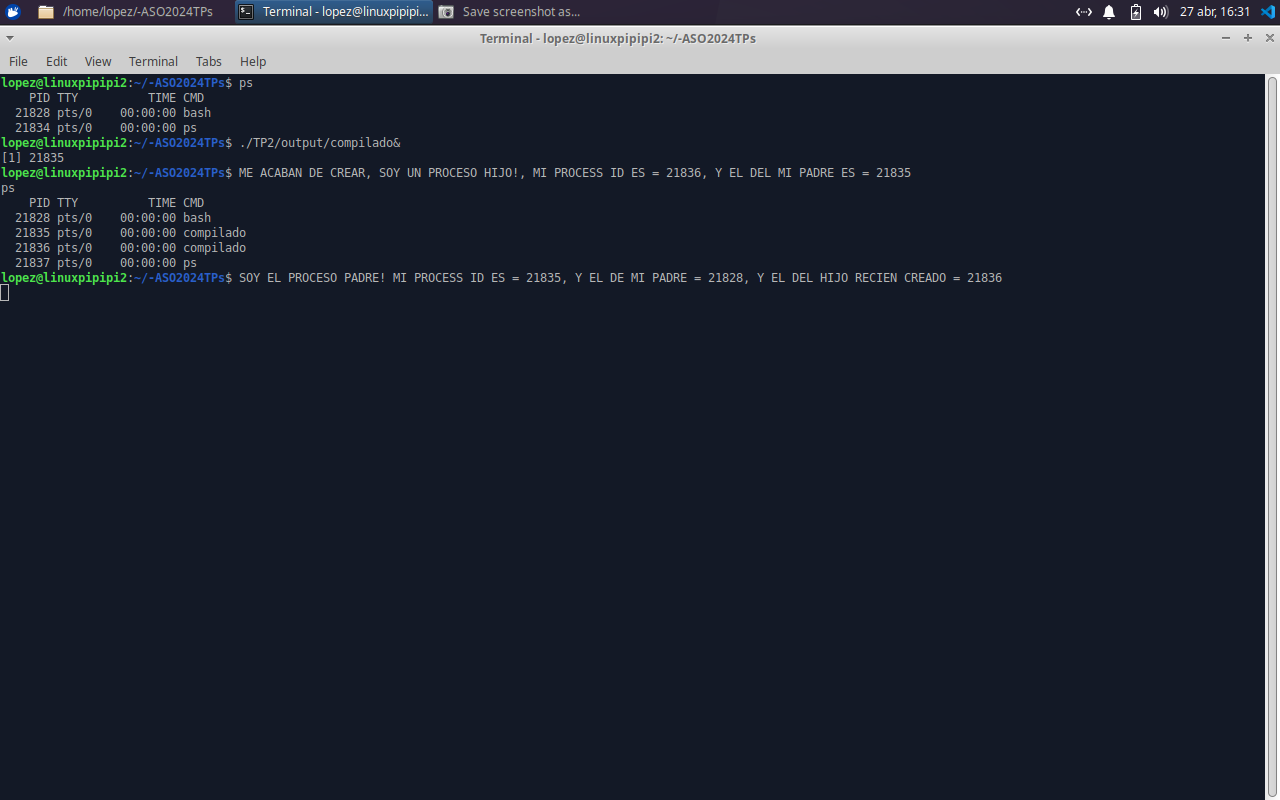 /home/lopez/-ASO2024TPs Terminal - lopez@linuxpipipi... Save screenshot as... 27 abr, 16:31
Terminal - lopez@linuxpipipi2: ~/-ASO2024TPs
File Edit View Terminal Tabs Help
lopez@linuxpipipi2:~/-ASO2024TPs$ ps
    PID TTY          TIME CMD
  21828 pts/0    00:00:00 bash
  21834 pts/0    00:00:00 ps
lopez@linuxpipipi2:~/-ASO2024TPs$ ./TP2/output/compilado&
[1] 21835
lopez@linuxpipipi2:~/-ASO2024TPs$ ME ACABAN DE CREAR, SOY UN PROCESO HIJO!, MI PROCESS ID ES = 21836, Y EL DEL MI PADRE ES = 21835
ps
    PID TTY          TIME CMD
  21828 pts/0    00:00:00 bash
  21835 pts/0    00:00:00 compilado
  21836 pts/0    00:00:00 compilado
  21837 pts/0    00:00:00 ps
lopez@linuxpipipi2:~/-ASO2024TPs$ SOY EL PROCESO PADRE! MI PROCESS ID ES = 21835, Y EL DE MI PADRE = 21828, Y EL DEL HIJO RECIEN CREADO = 21836